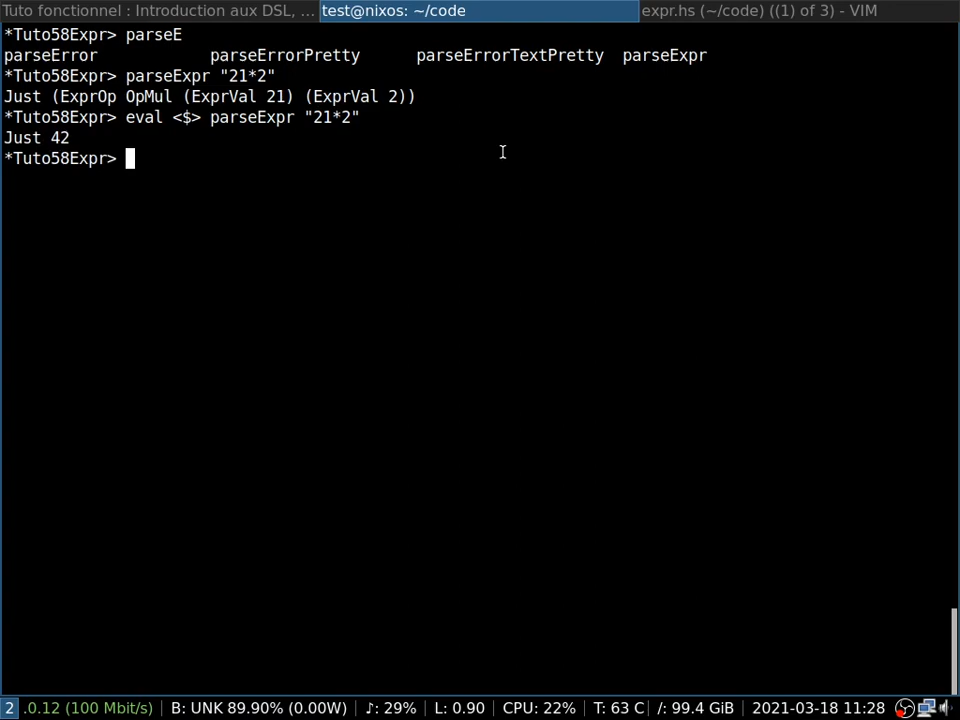 Tuto fonctionnel : Introduction aux DSL, ... test@nixos: ~/code expr.hs (~/code) ((1) of 3) - VIM
*Tuto58Expr> parseE
parseError parseErrorPretty parseErrorTextPretty parseExpr
*Tuto58Expr> parseExpr "21*2"
Just (ExprOp OpMul (ExprVal 21) (ExprVal 2))
*Tuto58Expr> eval <$> parseExpr "21*2"
Just 42
*Tuto58Expr>
2 .0.12 (100 Mbit/s) | B: UNK 89.90% (0.00W) | ♪: 29% | L: 0.90 | CPU: 22% | T: 63 C | /: 99.4 GiB | 2021-03-18 11:28